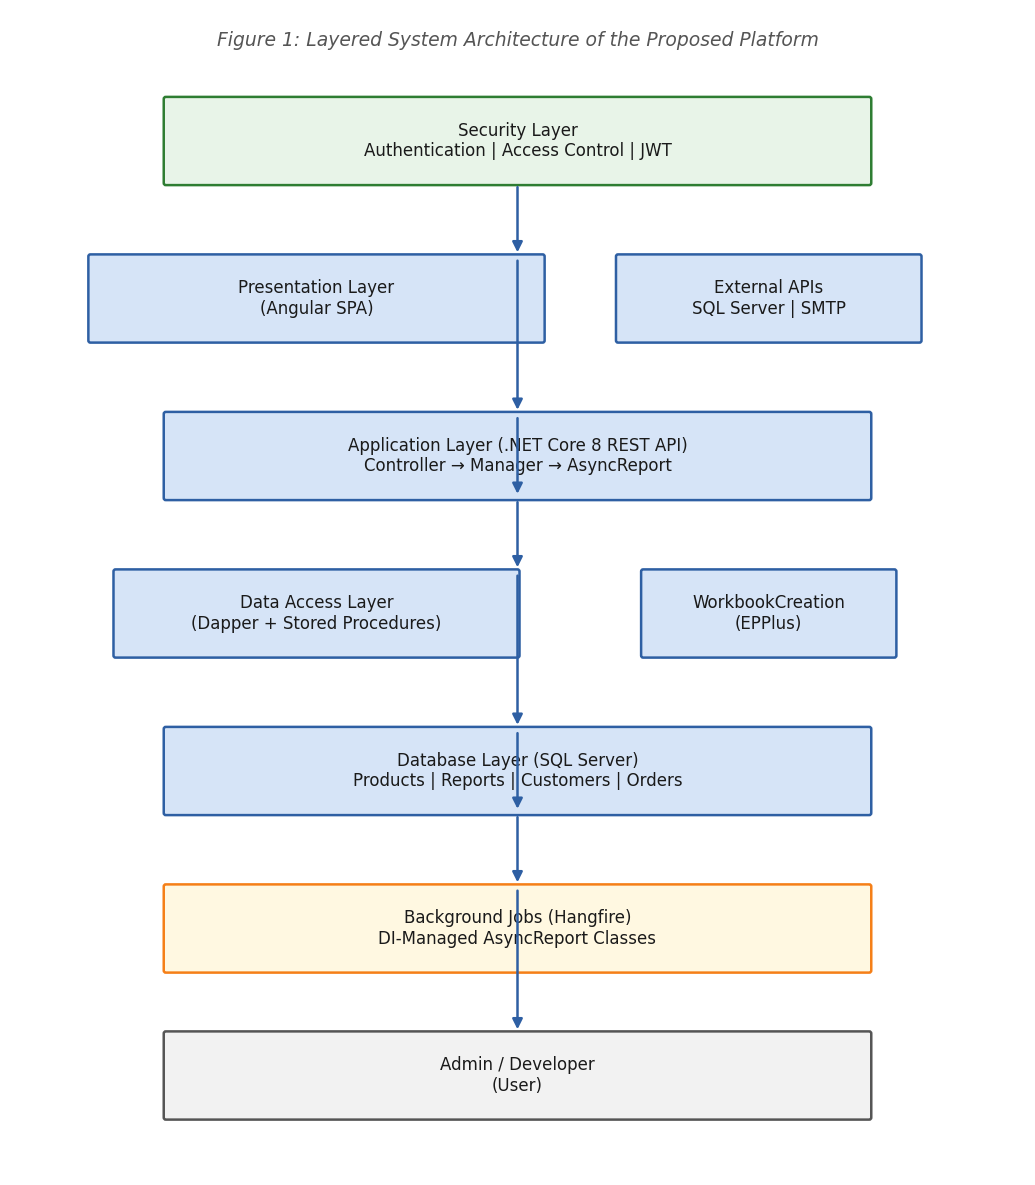 Figure 1: Layered System Architecture of the Proposed Platform
Security Layer
Authentication | Access Control | JWT
Presentation Layer
(Angular SPA)
External APIs
SQL Server | SMTP
Application Layer (.NET Core 8 REST API)
Controller → Manager → AsyncReport
Data Access Layer
(Dapper + Stored Procedures)
WorkbookCreation
(EPPlus)
Database Layer (SQL Server)
Products | Reports | Customers | Orders
Background Jobs (Hangfire)
DI-Managed AsyncReport Classes
Admin / Developer
(User)